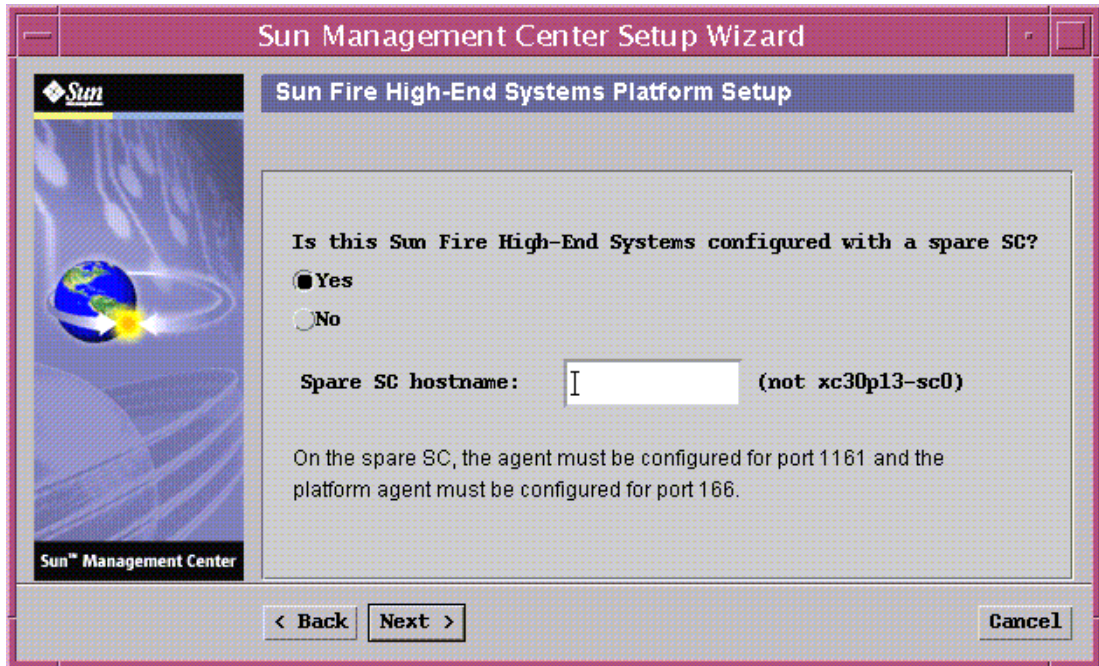 Sun Management Center Setup Wizard
Sun
Sun Fire High-End Systems Platform Setup
Is this Sun Fire High-End Systems configured with a spare SC?
Yes
No
Spare SC hostname: (not xc30p13-sc0)
On the spare SC, the agent must be configured for port 1161 and the
platform agent must be configured for port 166.
Sun™ Management Center
< Back Next > Cancel